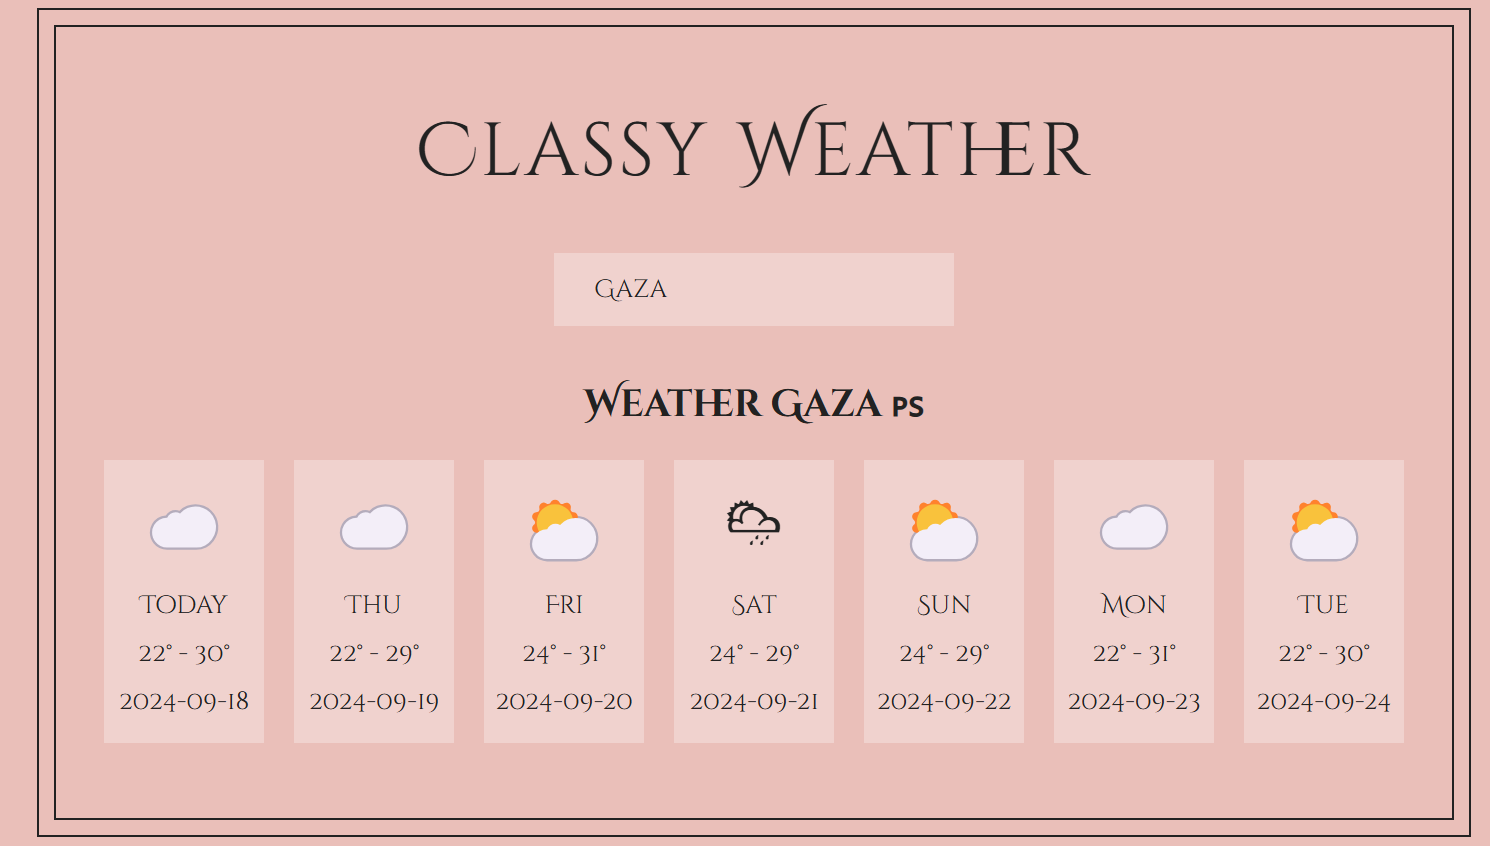 Classy Weather
Gaza
Weather Gaza PS
Today
22° - 30°
2024-09-18
Thu
22° - 29°
2024-09-19
Fri
24° - 31°
2024-09-20
Sat
24° - 29°
2024-09-21
Sun
24° - 29°
2024-09-22
Mon
22° - 31°
2024-09-23
Tue
22° - 30°
2024-09-24